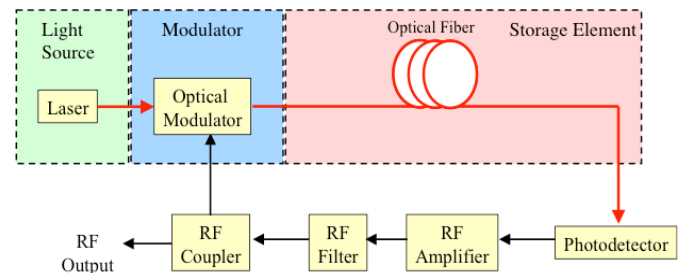 Light
Source
Modulator
Optical Fiber
Storage Element
Laser
Optical
Modulator
RF
Output
RF
Coupler
RF
Filter
RF
Amplifier
Photodetector